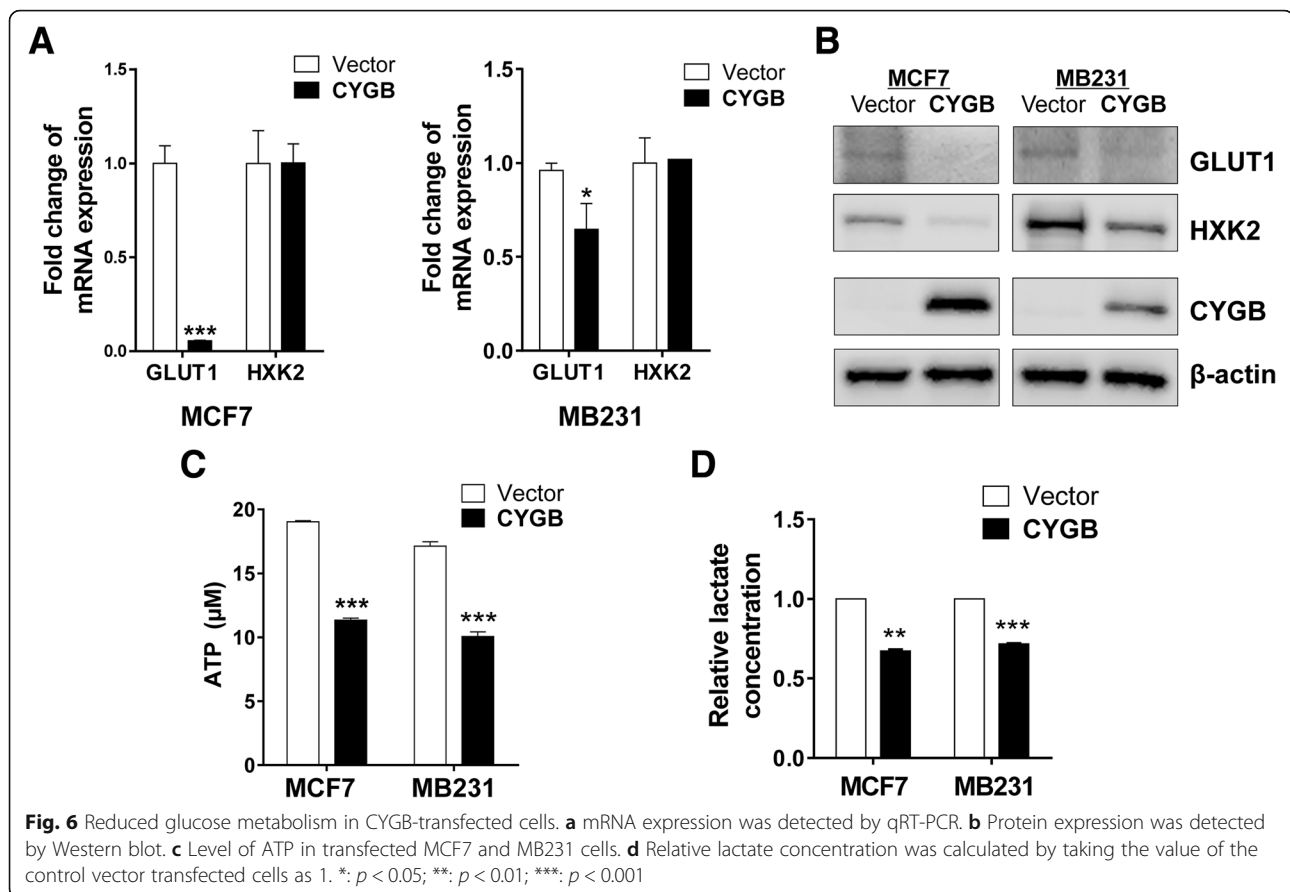 A
Vector
CYGB
Fold change of
mRNA expression
1.5
1.0
0.5
0.0
***
GLUT1 HXK2
MCF7
Vector
CYGB
Fold change of
mRNA expression
1.5
1.0
0.5
0.0
*
GLUT1 HXK2
MB231
B
MCF7 MB231
Vector CYGB Vector CYGB
GLUT1
HXK2
CYGB
β-actin
C
Vector
CYGB
ATP (μM)
20
15
10
5
0
***
***
MCF7 MB231
D
Vector
CYGB
Relative lactate
concentration
1.5
1.0
0.5
0.0
**
***
MCF7 MB231
Fig. 6 Reduced glucose metabolism in CYGB-transfected cells. a mRNA expression was detected by qRT-PCR. b Protein expression was detected
by Western blot. c Level of ATP in transfected MCF7 and MB231 cells. d Relative lactate concentration was calculated by taking the value of the
control vector transfected cells as 1. *: p < 0.05; **: p < 0.01; ***: p < 0.001